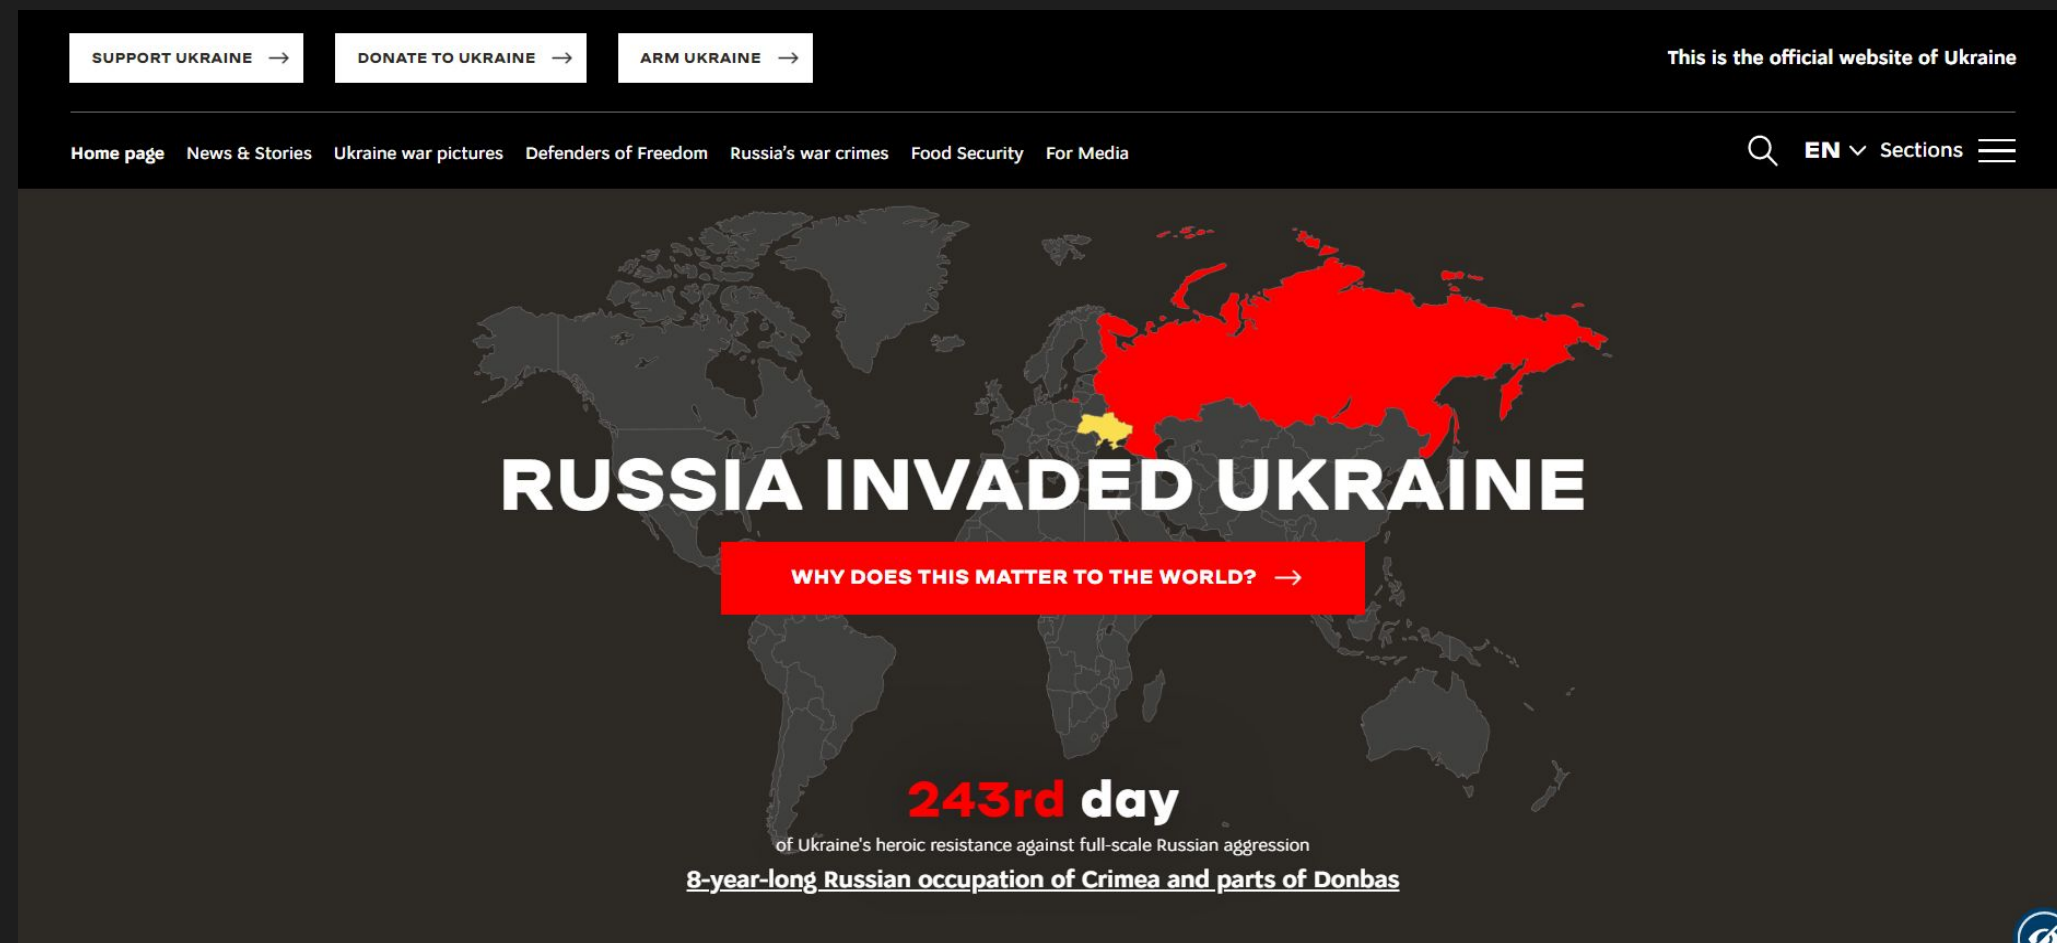 SUPPORT UKRAINE → DONATE TO UKRAINE → ARM UKRAINE → This is the official website of Ukraine
Home page News & Stories Ukraine war pictures Defenders of Freedom Russia's war crimes Food Security For Media EN Sections
RUSSIA INVADED UKRAINE
WHY DOES THIS MATTER TO THE WORLD? →
243rd day
of Ukraine's heroic resistance against full-scale Russian aggression
8-year-long Russian occupation of Crimea and parts of Donbas